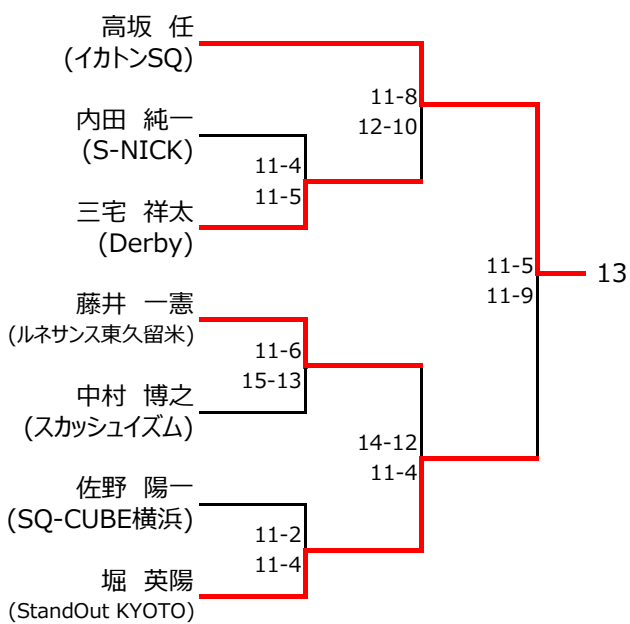 高坂 任
(イカトンSQ)
11-8
12-10
内田 純一
(S-NICK)
11-4
11-5
三宅 祥太
(Derby)
11-5
11-9
13
藤井 一憲
(ルネサンス東久留米)
11-6
15-13
中村 博之
(スカッシュイズム)
14-12
11-4
佐野 陽一
(SQ-CUBE横浜)
11-2
11-4
堀 英陽
(StandOut KYOTO)